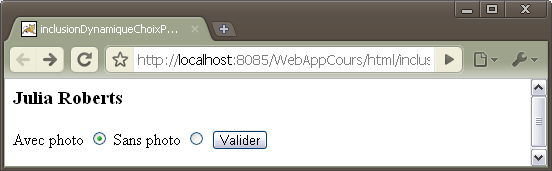 inclusionDynamiqueChoixP...
http://localhost:8085/WebAppCours/html/inclus
Julia Roberts
Avec photo Sans photo Valider